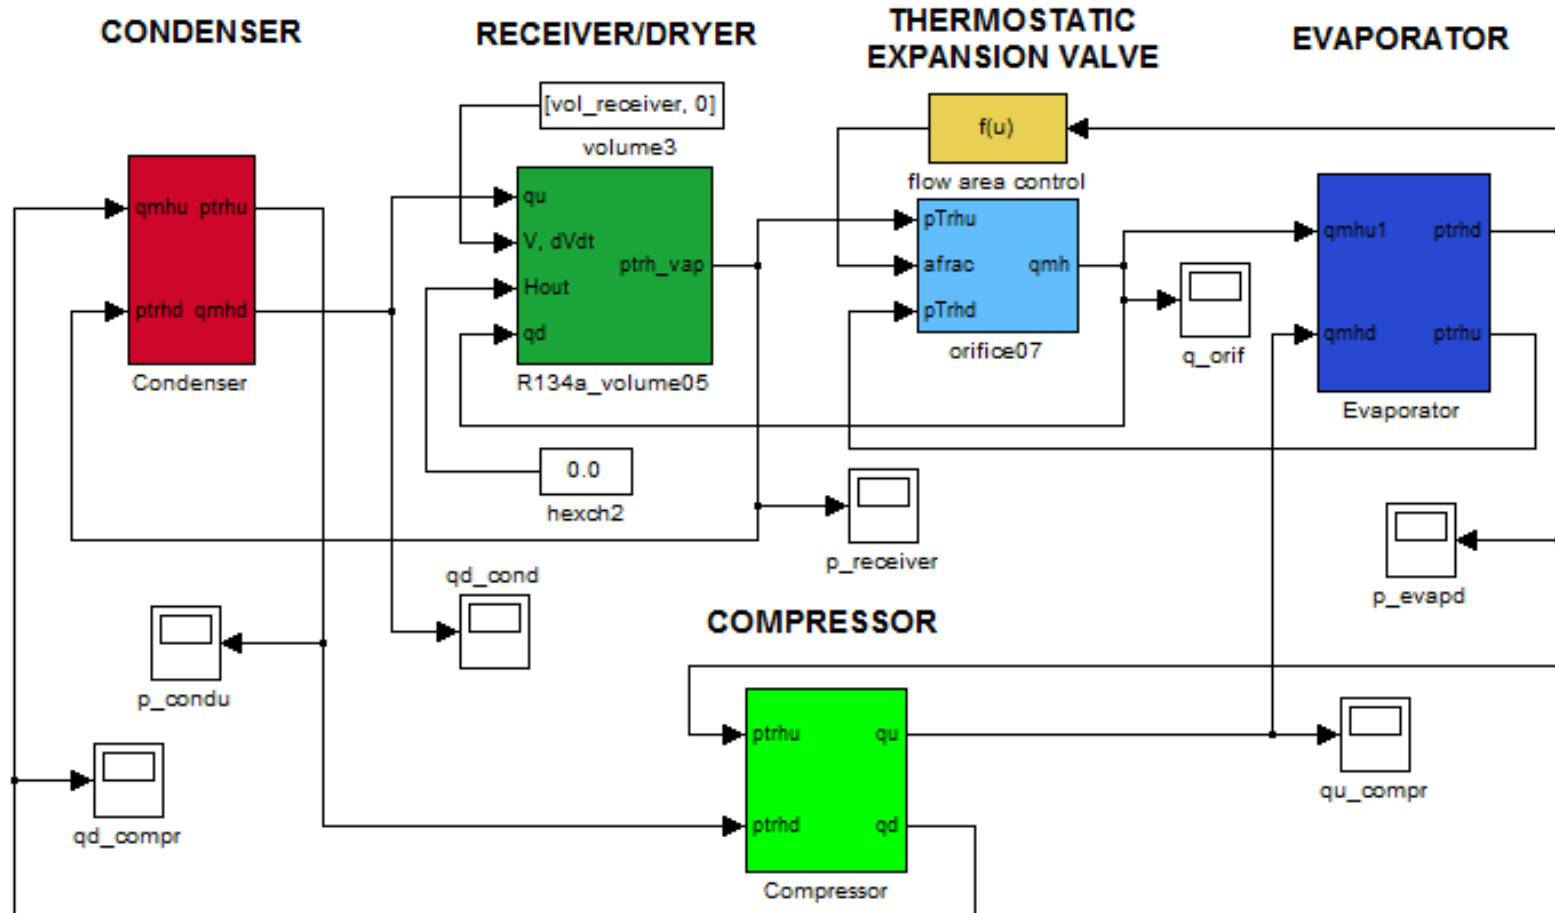 CONDENSER
RECEIVER/DRYER
THERMOSTATIC
EXPANSION VALVE
EVAPORATOR
[vol_receiver, 0]
volume3
f(u)
flow area control
qmhu ptrhu
ptrhd qmhd
Condenser
qu
V, dVdt
ptrh_vap
Hout
qd
R134a_volume05
pTrhu
afrac qmh
pTrhd
orifice07
q_orif
qmhu1 ptrhd
qmhd ptrhu
Evaporator
0.0
hexch2
p_receiver
qd_cond
p_evapd
p_condu
COMPRESSOR
ptrhu qu
ptrhd qd
Compressor
qu_compr
qd_compr